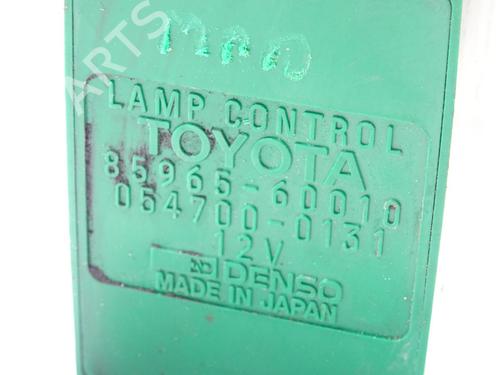 LAMP CONTROL
TOYOTA
85965-60010
054700-0131
12V
DENSO
MADE IN JAPAN